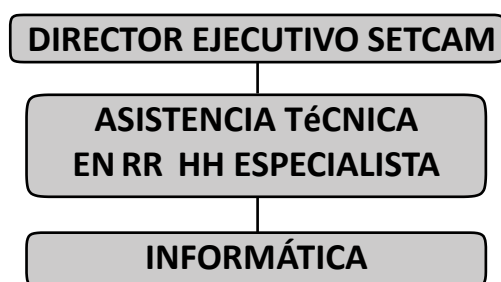 DIRECTOR EJECUTIVO SETCAM
ASISTENCIA TéCNICA
EN RR HH ESPECIALISTA
INFORMÁTICA